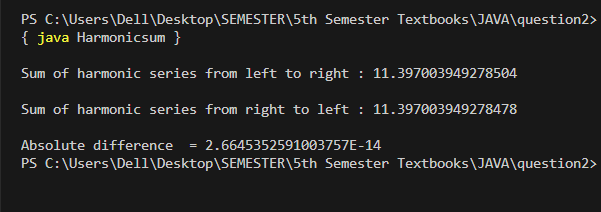 PS C:\Users\Dell\Desktop\SEMESTER\5th Semester Textbooks\JAVA\question2>
{ java Harmonicsum }
Sum of harmonic series from left to right : 11.397003949278504
Sum of harmonic series from right to left : 11.397003949278478
Absolute difference  = 2.6645352591003757E-14
PS C:\Users\Dell\Desktop\SEMESTER\5th Semester Textbooks\JAVA\question2>